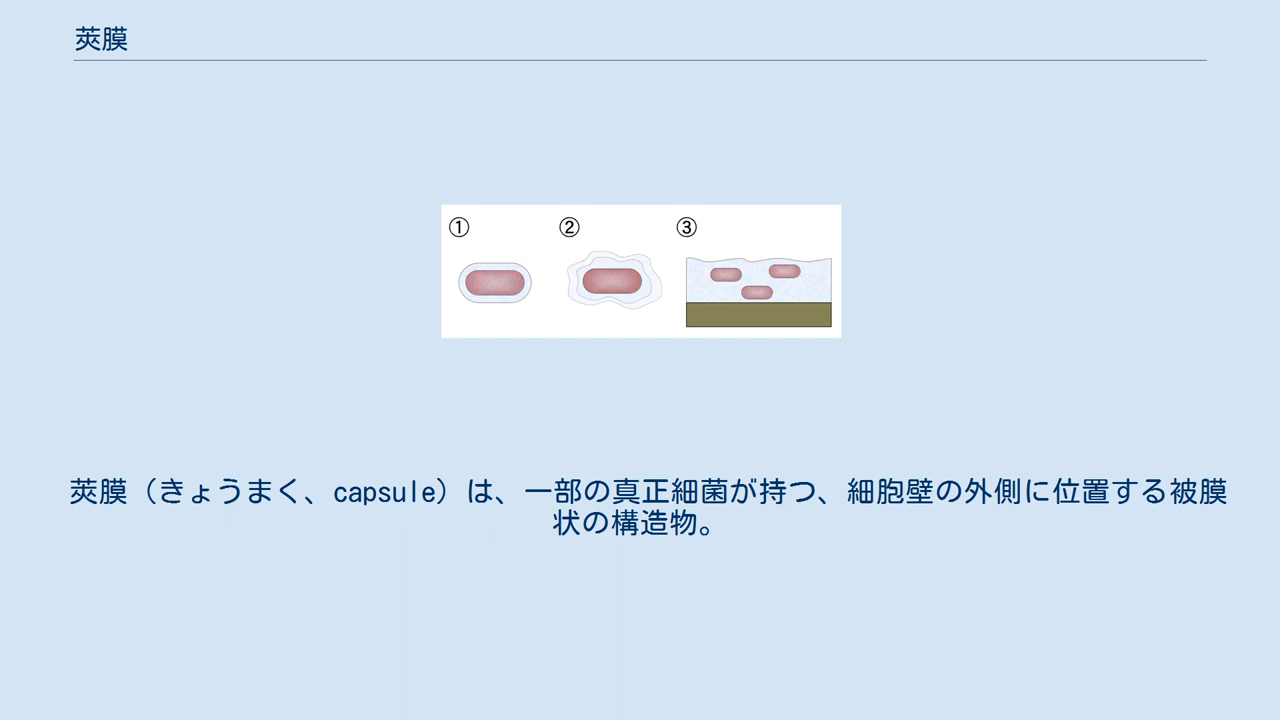 莢膜
① ② ③
莢膜（きょうまく、capsule）は、一部の真正細菌が持つ、細胞壁の外側に位置する被膜
状の構造物。